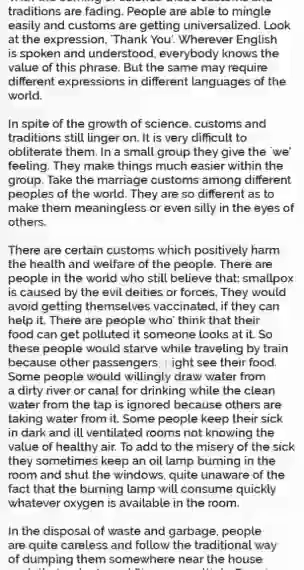 traditions are fading. People are able to mingle
easily and customs are getting universalized. Look
at the expression, 'Thank You'. Wherever English
is spoken and understood, everybody knows the
value of this phrase. But the same may require
different expressions in different languages of the
world.
In spite of the growth of science, customs and
traditions still linger on. It is very difficult to
obliterate them. In a small group they give the 'we'
feeling. They make things much easier within the
group. Take the marriage customs among different
peoples of the world. They are so different as to
make them meaningless or even silly in the eyes of
others.
There are certain customs which positively harm
the health and welfare of the people. There are
people in the world who still believe that; smallpox
is caused by the evil deities or forces. They would
avoid getting themselves vaccinated, if they can
help it. There are people who' think that their
food can get polluted it someone looks at it. So
these people would starve while traveling by train
because other passengers ight see their food.
Some people would willingly draw water from
a dirty river or canal for drinking while the clean
water from the tap is ignored because others are
taking water from it. Some people keep their sick
in dark and ill ventilated rooms not knowing the
value of healthy air. To add to the misery of the sick
they sometimes keep an oil lamp burning in the
room and shut the windows, quite unaware of the
fact that the burning lamp will consume quickly
whatever oxygen is available in the room.
In the disposal of waste and garbage, people
are quite careless and follow the traditional way
of dumping them somewhere near the house